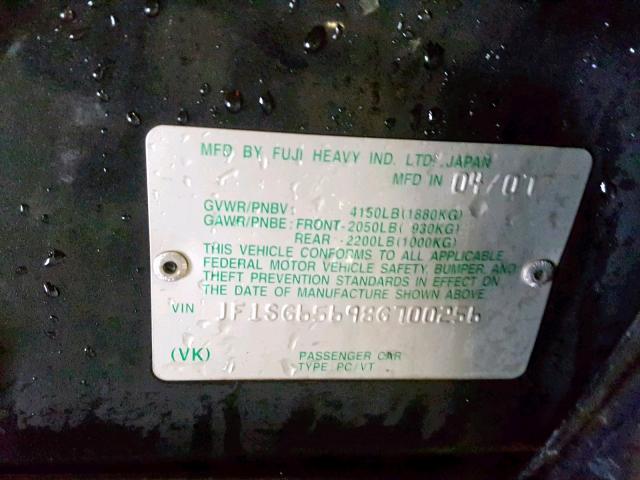 MFD BY FUJI HEAVY IND. LTD. JAPAN
MFD IN 04/07
GVWR/PNBV: 4150LB(1880KG)
GAWR/PNBE: FRONT-2050LB( 930KG)
REAR -2200LB(1000KG)
THIS VEHICLE CONFORMS TO ALL APPLICABLE
FEDERAL MOTOR VEHICLE SAFETY, BUMPER, AND
THEFT PREVENTION STANDARDS IN EFFECT ON
THE DATE OF MANUFACTURE SHOWN ABOVE.
VIN JF1SG65698G700256
(VK) PASSENGER CAR
TYPE: PC/VT